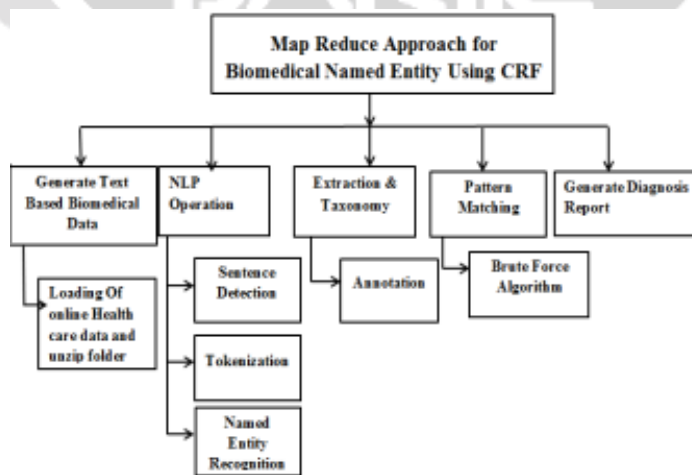 Map Reduce Approach for
Biomedical Named Entity Using CRF
Generate Text
Based Biomedical
Data
NLP
Operation
Extraction &
Taxonomy
Pattern
Matching
Generate Diagnosis
Report
Loading Of
online Health
care data and
unzip folder
Sentence
Detection
Tokenization
Named
Entity
Recognition
Annotation
Brute Force
Algorithm